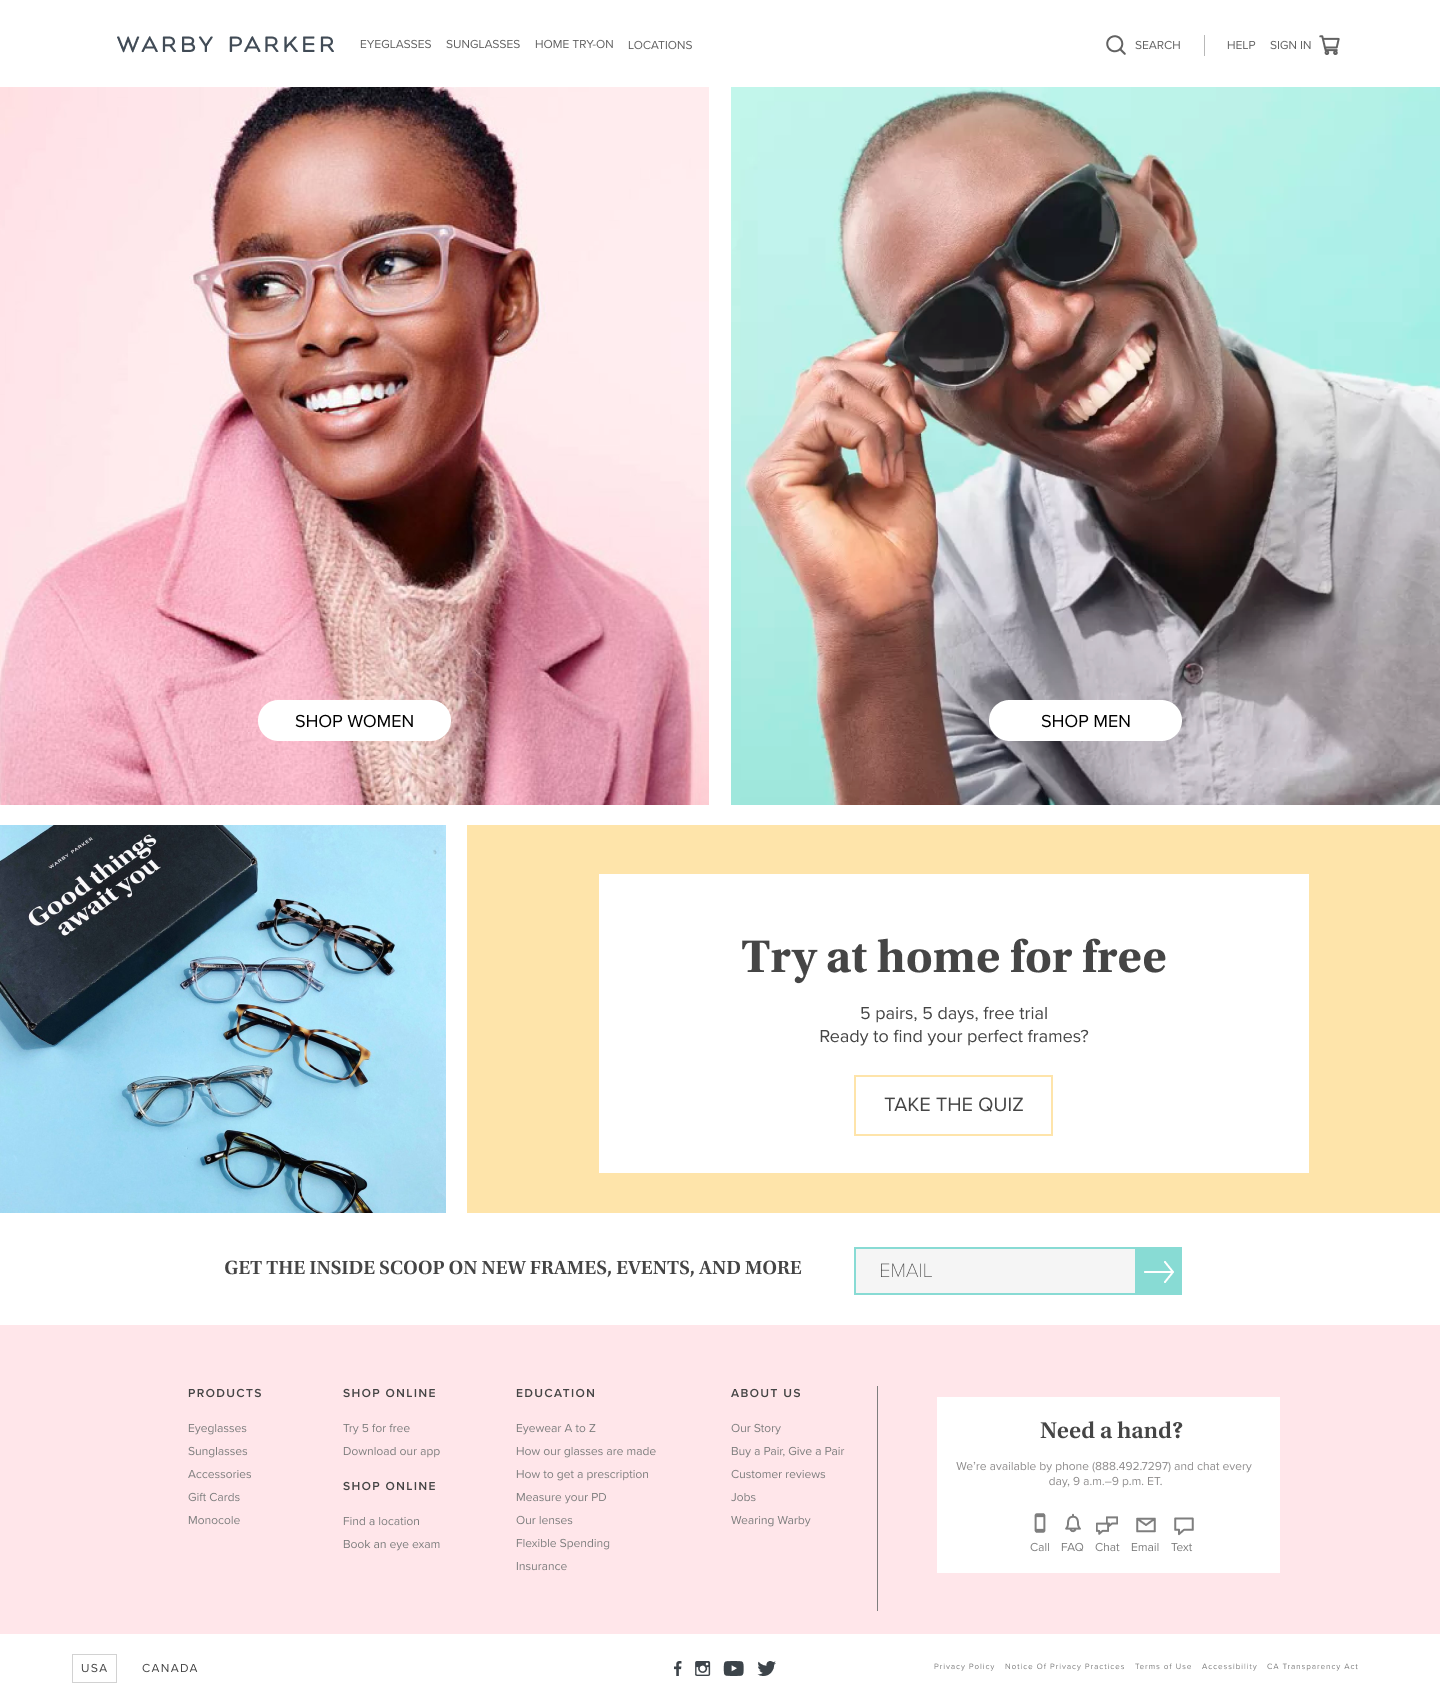 WARBY PARKER
EYEGLASSES SUNGLASSES HOME TRY-ON LOCATIONS
SEARCH
HELP SIGN IN
SHOP WOMEN
SHOP MEN
WARBY PARKER
Good things
await you
Try at home for free
5 pairs, 5 days, free trial
Ready to find your perfect frames?
TAKE THE QUIZ
GET THE INSIDE SCOOP ON NEW FRAMES, EVENTS, AND MORE
EMAIL
PRODUCTS
Eyeglasses
Sunglasses
Accessories
Gift Cards
Monocole
SHOP ONLINE
Try 5 for free
Download our app
SHOP ONLINE
Find a location
Book an eye exam
EDUCATION
Eyewear A to Z
How our glasses are made
How to get a prescription
Measure your PD
Our lenses
Flexible Spending
Insurance
ABOUT US
Our Story
Buy a Pair, Give a Pair
Customer reviews
Jobs
Wearing Warby
Need a hand?
We're available by phone (888.492.7297) and chat every
day, 9 a.m.–9 p.m. ET.
Call FAQ Chat Email Text
USA CANADA
Privacy Policy Notice Of Privacy Practices Terms of Use Accessibility CA Transparency Act